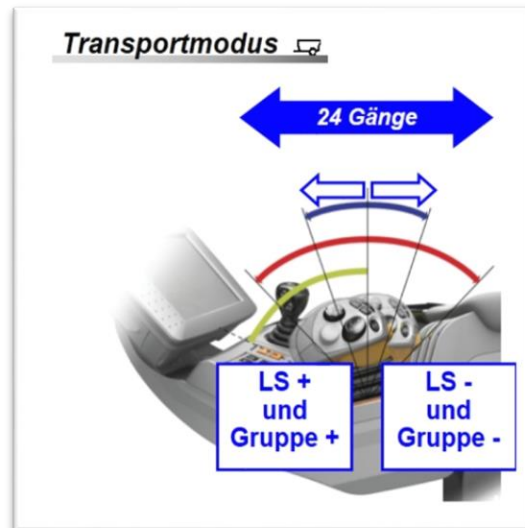 Transportmodus
24 Gänge
LS +
und
Gruppe +
LS -
und
Gruppe -